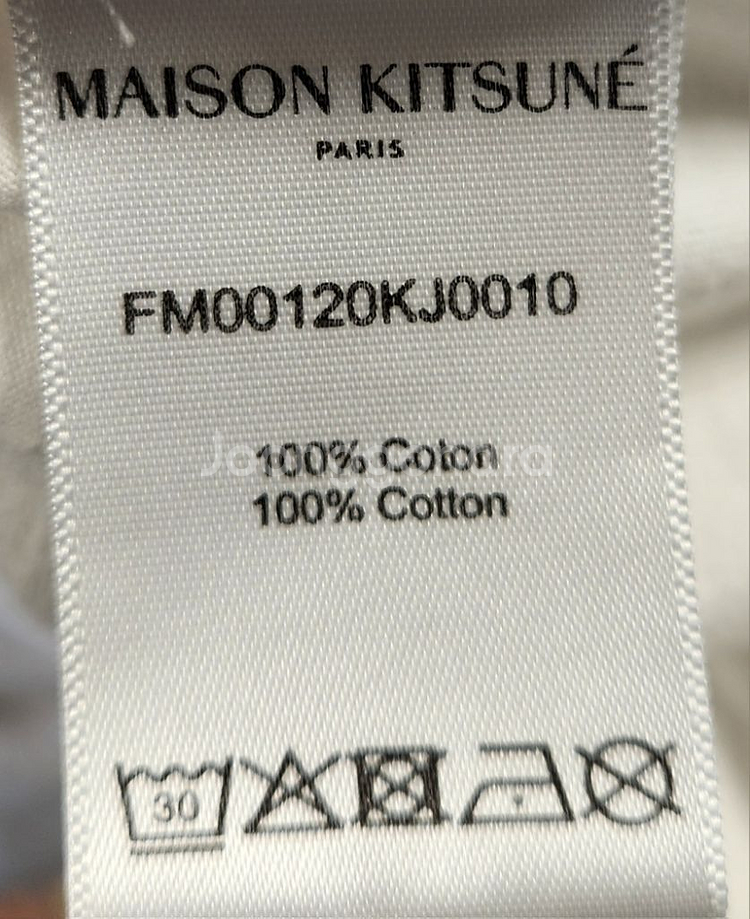 MAISON KITSUNÉ
PARIS
FM00120KJ0010
100% Coton
100% Cotton
30